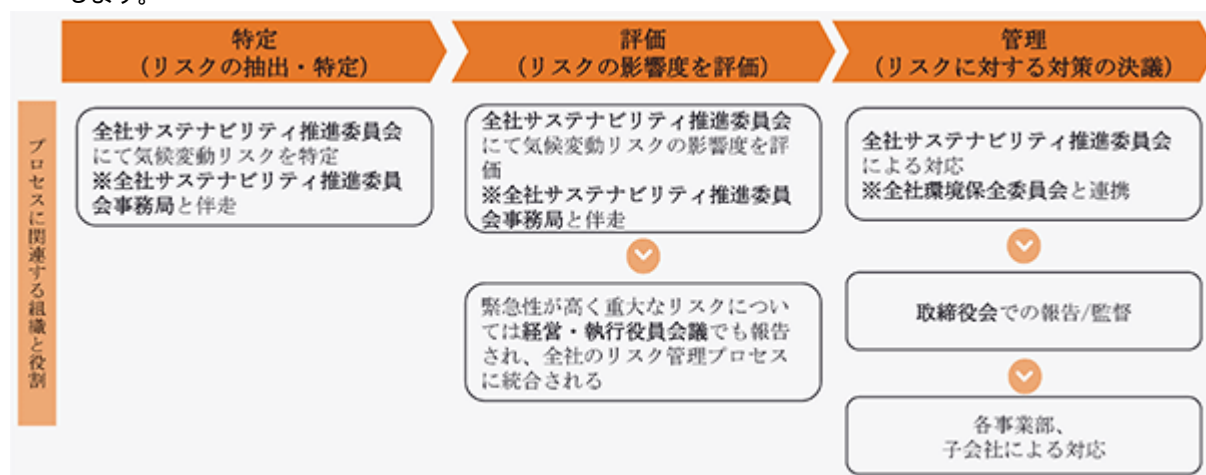 します。
特定
(リスクの抽出・特定)
評価
(リスクの影響度を評価)
管理
(リスクに対する対策の決議)
プロセスに関連する組織と役割
全社サステナビリティ推進委員会
にて気候変動リスクを特定
※全社サステナビリティ推進委員
会事務局と伴走
全社サステナビリティ推進委員会
にて気候変動リスクの影響度を評
価
※全社サステナビリティ推進委員
会事務局と伴走
緊急性が高く重大なリスクについ
ては経営・執行役員会議でも報告
され、全社のリスク管理プロセス
に統合される
全社サステナビリティ推進委員会
による対応
※全社環境保全委員会と連携
取締役会での報告/監督
各事業部、
子会社による対応